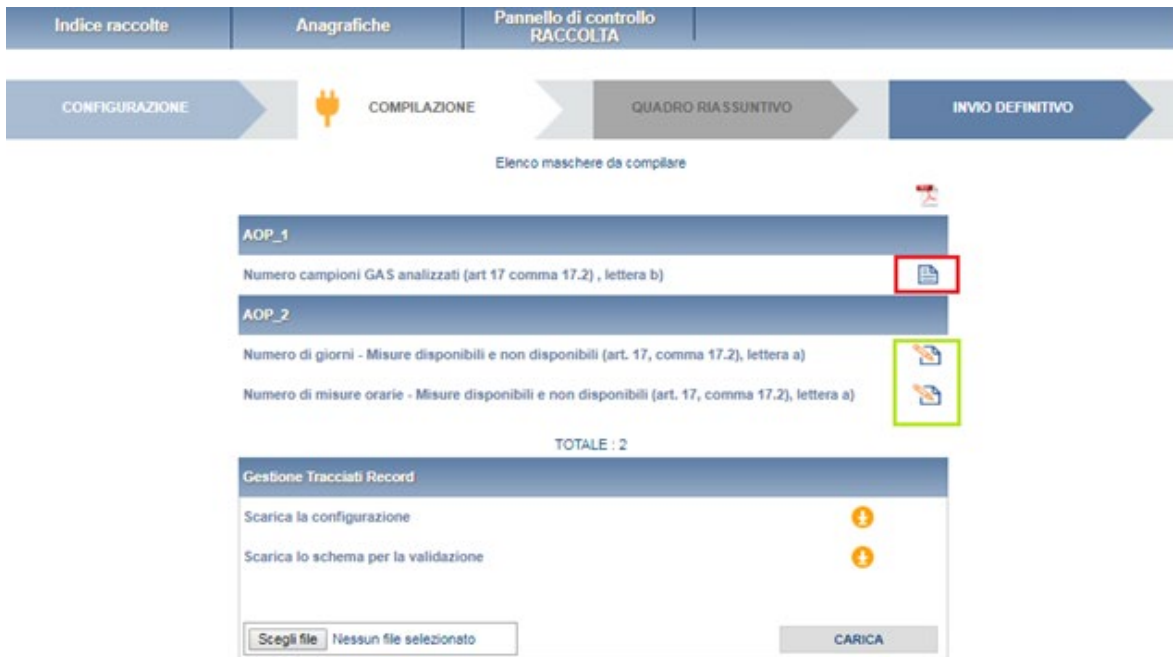 Indice raccolte
Anagrafiche
Pannello di controllo
RACCOLTA
CONFIGURAZIONE
COMPILAZIONE
QUADRO RIASSUNTIVO
INVIO DEFINITIVO
Elenco maschere da compilare
AOP_1
Numero campioni GAS analizzati (art 17 comma 17.2) , lettera b)
AOP_2
Numero di giorni - Misure disponibili e non disponibili (art. 17, comma 17.2), lettera a)
Numero di misure orarie - Misure disponibili e non disponibili (art. 17, comma 17.2), lettera a)
TOTALE : 2
Gestione Tracciati Record
Scarica la configurazione
Scarica lo schema per la validazione
Scegli file Nessun file selezionato
CARICA